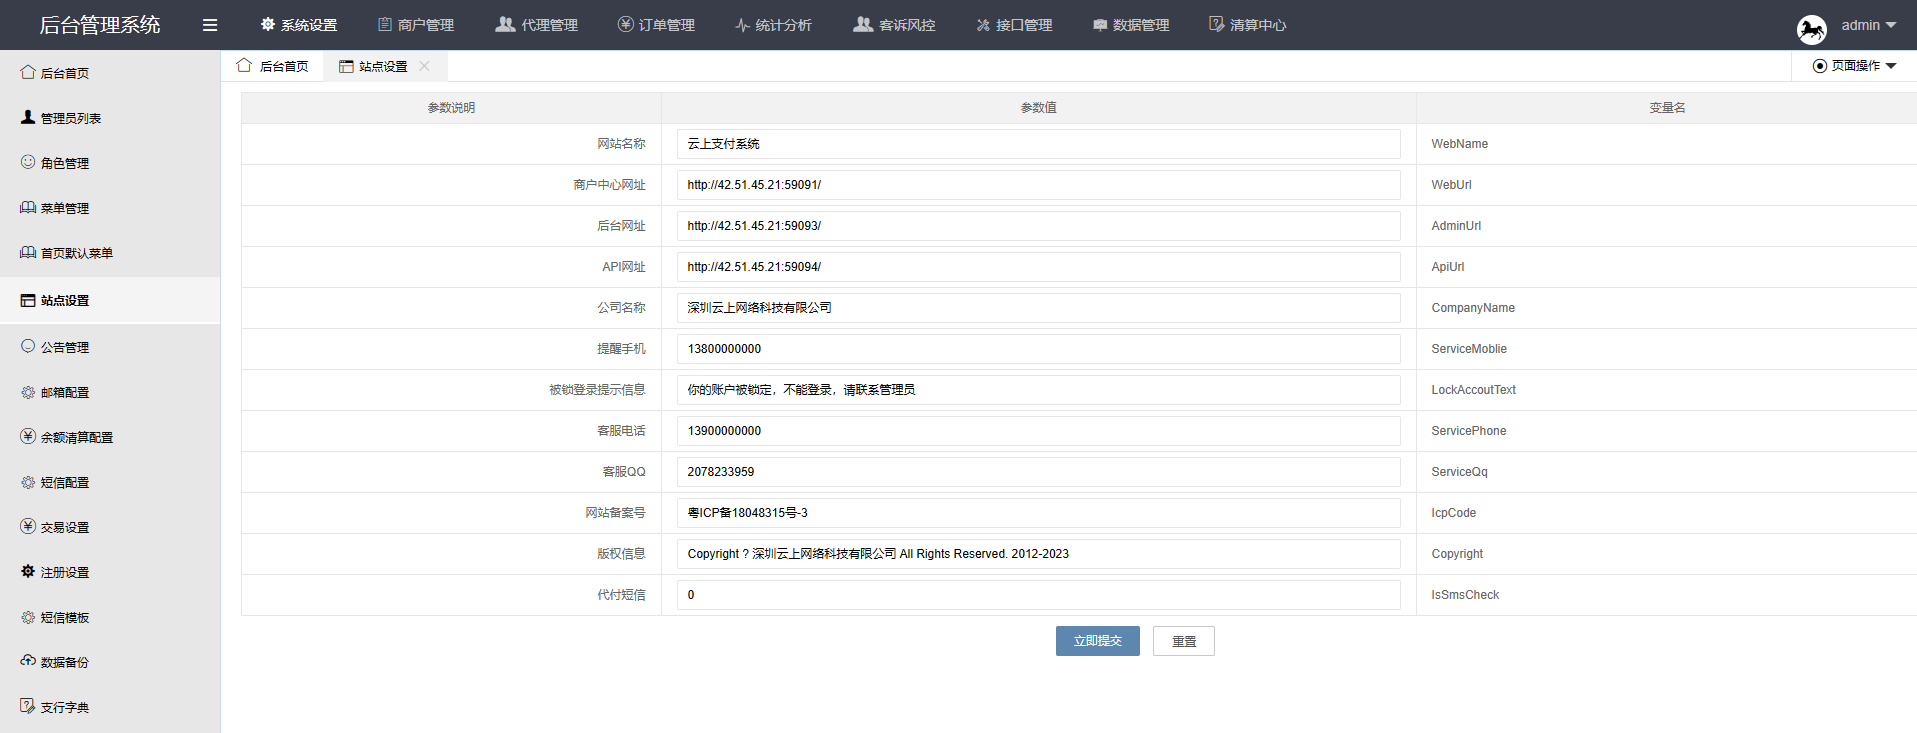 后台管理系统
系统设置 商户管理 代理管理 订单管理 统计分析 客诉风控 接口管理 数据管理 清算中心 admin
后台首页 站点设置 页面操作
后台首页
管理员列表
角色管理
菜单管理
首页默认菜单
站点设置
公告管理
邮箱配置
余额清算配置
短信配置
交易设置
注册设置
短信模板
数据备份
支行字典
参数说明 参数值 变量名
网站名称 云上支付系统 WebName
商户中心网址 http://42.51.45.21:59091/ WebUrl
后台网址 http://42.51.45.21:59093/ AdminUrl
API网址 http://42.51.45.21:59094/ ApiUrl
公司名称 深圳云上网络科技有限公司 CompanyName
提醒手机 13800000000 ServiceMoblie
被锁登录提示信息 你的账户被锁定，不能登录，请联系管理员 LockAccoutText
客服电话 13900000000 ServicePhone
客服QQ 2078233959 ServiceQq
网站备案号 粤ICP备18048315号-3 IcpCode
版权信息 Copyright ? 深圳云上网络科技有限公司 All Rights Reserved. 2012-2023 Copyright
代付短信 0 IsSmsCheck
立即提交 重置